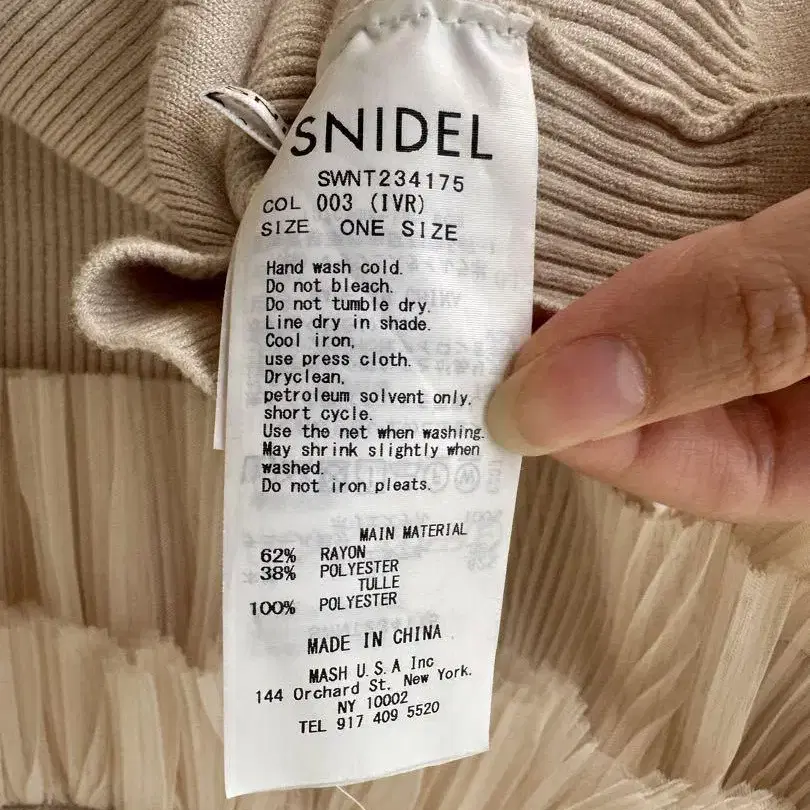 SNIDEL
SWNT234175
COL 003 (IVR)
SIZE ONE SIZE
Hand wash cold.
Do not bleach.
Do not tumble dry.
Line dry in shade.
Cool iron,
use press cloth.
Dryclean,
petroleum solvent only,
short cycle.
Use the net when washing.
May shrink slightly when
washed.
Do not iron pleats.
MAIN MATERIAL
62% RAYON
38% POLYESTER
TULLE
100% POLYESTER
MADE IN CHINA
MASH U.S.A Inc
144 Orchard St. New York.
NY 10002
TEL 917 409 5520